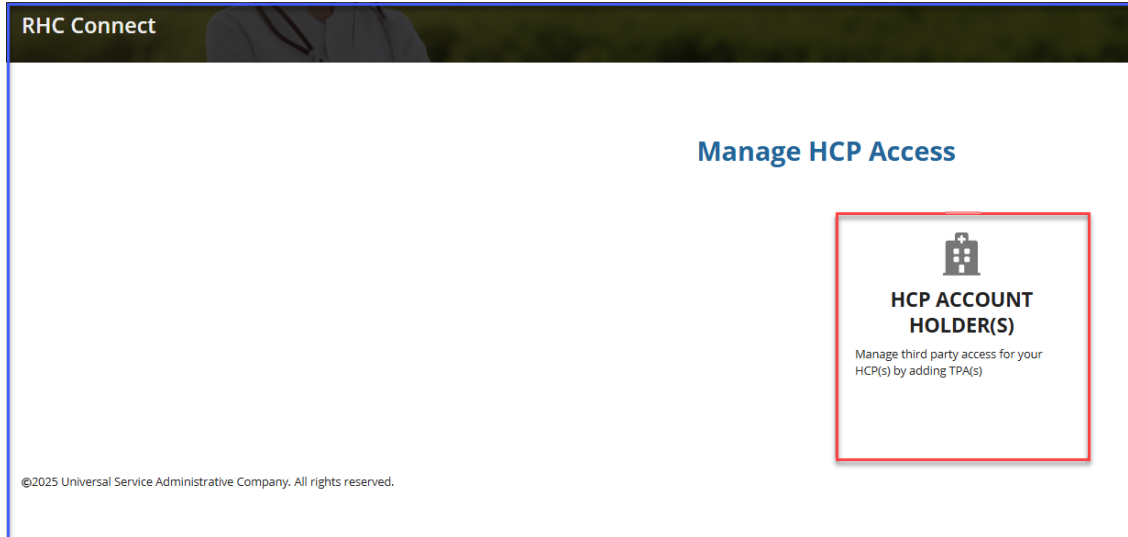 RHC Connect
Manage HCP Access
HCP ACCOUNT
HOLDER(S)
Manage third party access for your
HCP(s) by adding TPA(s)
©2025 Universal Service Administrative Company. All rights reserved.